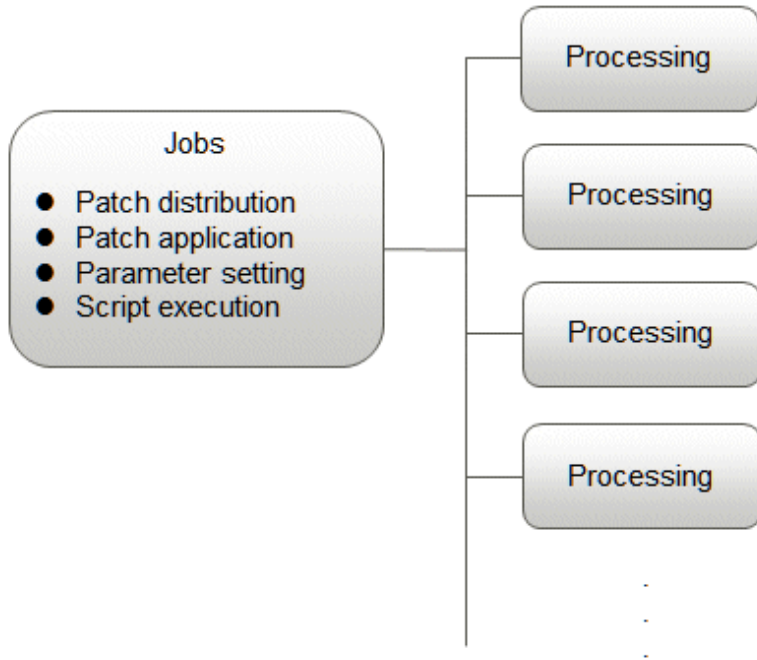 Jobs
● Patch distribution
● Patch application
● Parameter setting
● Script execution
Processing
Processing
Processing
Processing
.
.
.